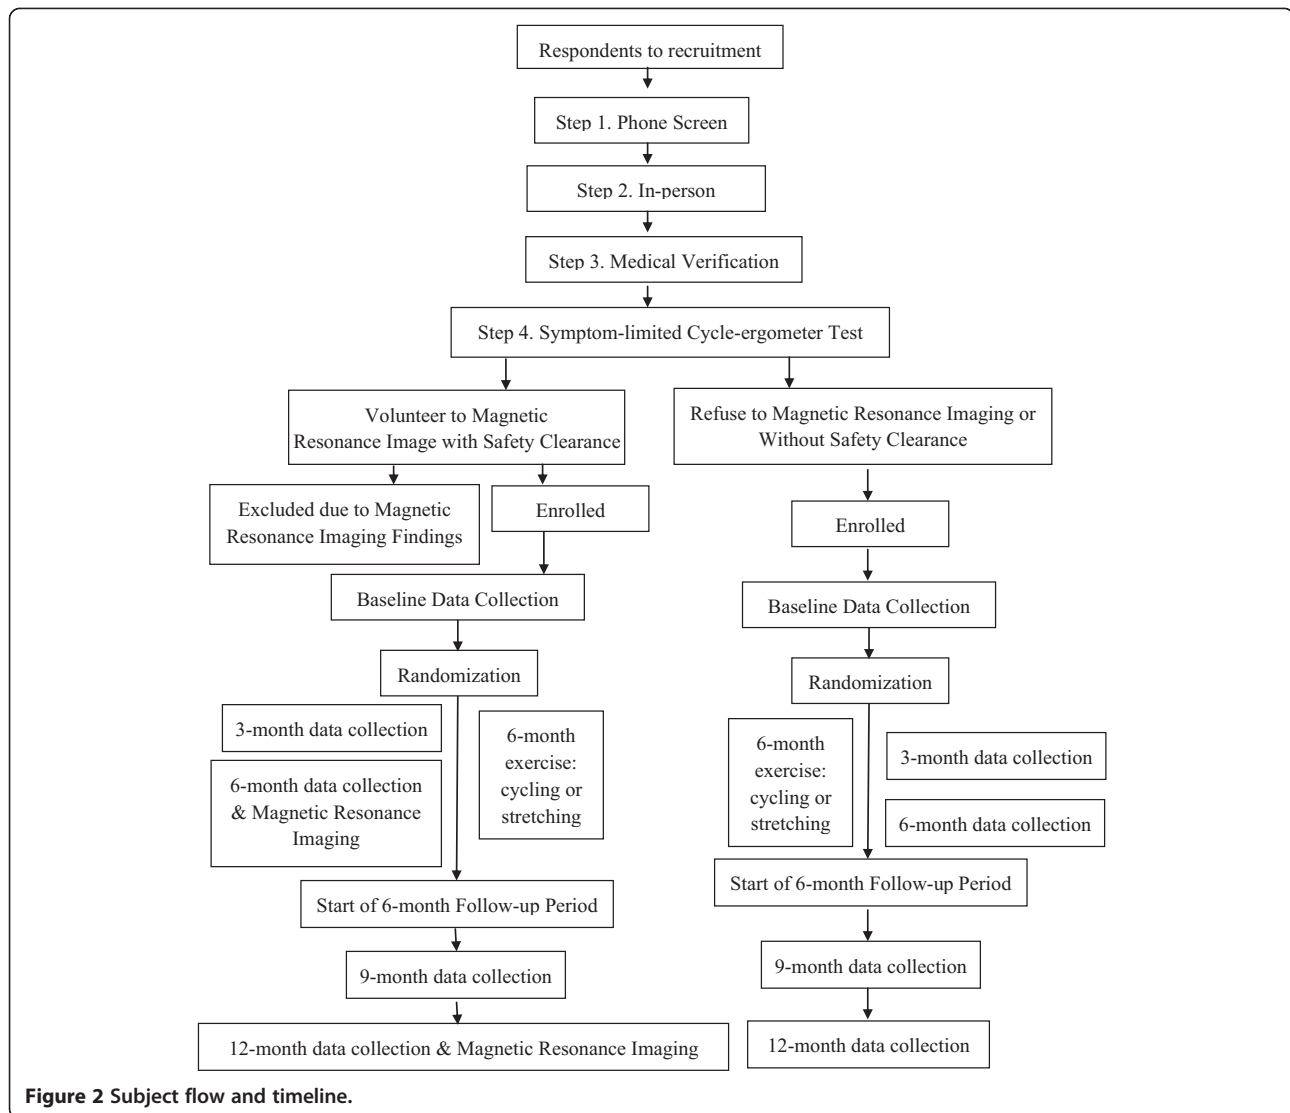 Respondents to recruitment
Step 1. Phone Screen
Step 2. In-person
Step 3. Medical Verification
Step 4. Symptom-limited Cycle-ergometer Test
Volunteer to Magnetic
Resonance Image with Safety Clearance
Refuse to Magnetic Resonance Imaging or
Without Safety Clearance
Excluded due to Magnetic
Resonance Imaging Findings
Enrolled
Enrolled
Baseline Data Collection
Baseline Data Collection
Randomization
Randomization
3-month data collection
6-month data collection
& Magnetic Resonance
Imaging
6-month
exercise:
cycling or
stretching
6-month
exercise:
cycling or
stretching
3-month data collection
6-month data collection
Start of 6-month Follow-up Period
Start of 6-month Follow-up Period
9-month data collection
9-month data collection
12-month data collection & Magnetic Resonance Imaging
12-month data collection
Figure 2 Subject flow and timeline.